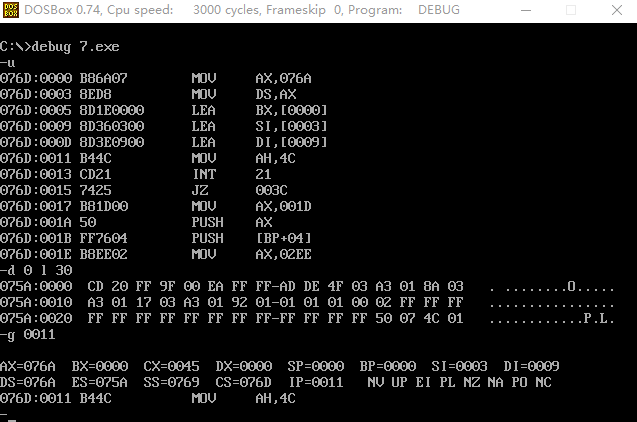 DOSBox 0.74, Cpu speed: 3000 cycles, Frameskip 0, Program: DEBUG
C:\>debug 7.exe
-u
076D:0000 B86A07 MOV AX,076A
076D:0003 8ED8 MOV DS,AX
076D:0005 8D1E0000 LEA BX,[0000]
076D:0009 8D360300 LEA SI,[0003]
076D:000D 8D3E0900 LEA DI,[0009]
076D:0011 B44C MOV AH,4C
076D:0013 CD21 INT 21
076D:0015 7425 JZ 003C
076D:0017 B81D00 MOV AX,001D
076D:001A 50 PUSH AX
076D:001B FF7604 PUSH [BP+04]
076D:001E B8EE02 MOV AX,02EE
-d 0 l 30
075A:0000 CD 20 FF 9F 00 EA FF FF-AD DE 4F 03 A3 01 8A 03 . ........O.....
075A:0010 A3 01 17 03 A3 01 92 01-01 01 01 00 02 FF FF FF ................
075A:0020 FF FF FF FF FF FF FF FF-FF FF FF FF 50 07 4C 01 ............P.L.
-g 0011
AX=076A BX=0000 CX=0045 DX=0000 SP=0000 BP=0000 SI=0003 DI=0009
DS=076A ES=075A SS=0769 CS=076D IP=0011 NV UP EI PL NZ NA PO NC
076D:0011 B44C MOV AH,4C
-